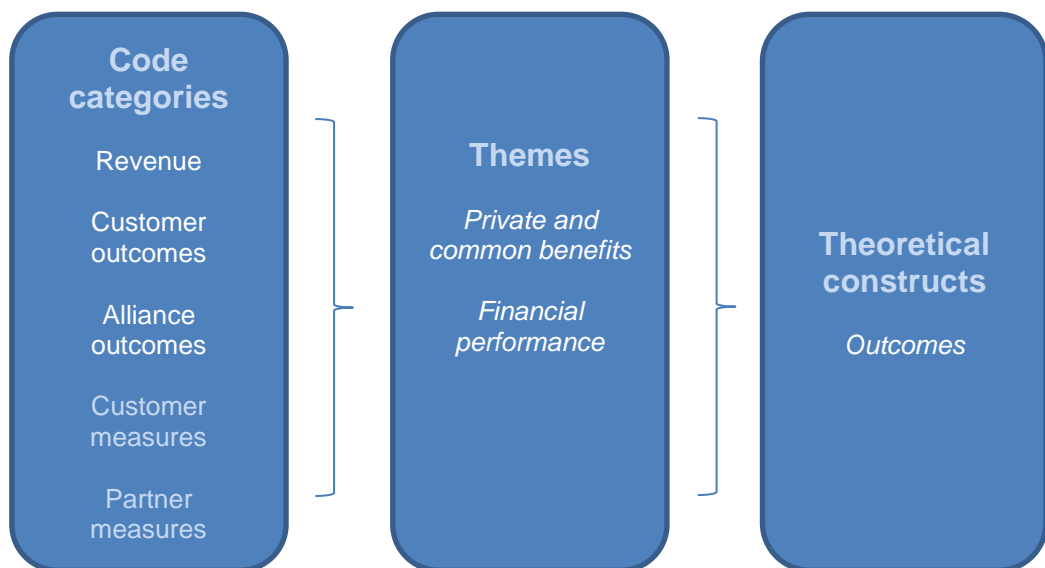 Code
categories
Revenue
Customer
outcomes
Alliance
outcomes
Customer
measures
Partner
measures
Themes
Private and
common benefits
Financial
performance
Theoretical
constructs
Outcomes